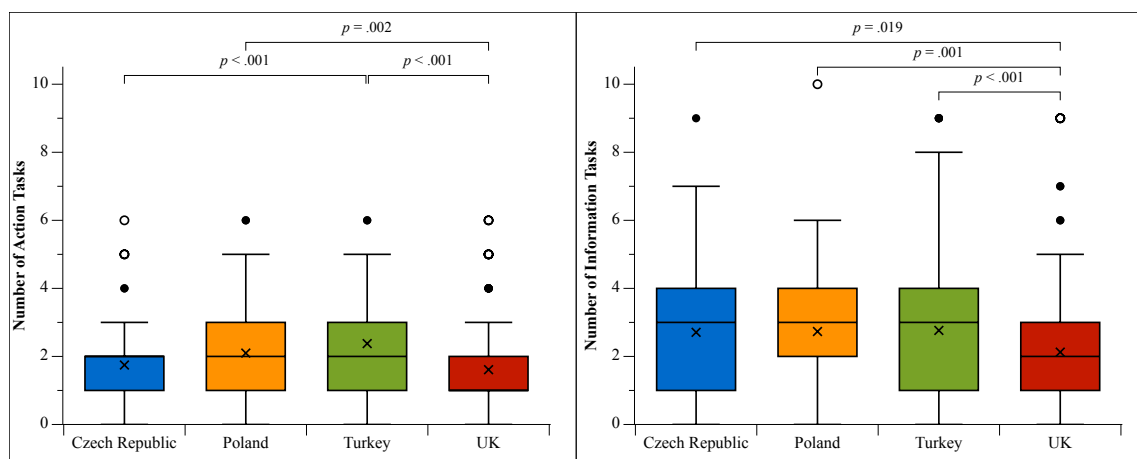 p = .002
p < .001
p < .001
Number of Action Tasks
10
8
6
4
2
0
Czech Republic
Poland
Turkey
UK
p = .019
p = .001
p < .001
Number of Information Tasks
10
8
6
4
2
0
Czech Republic
Poland
Turkey
UK